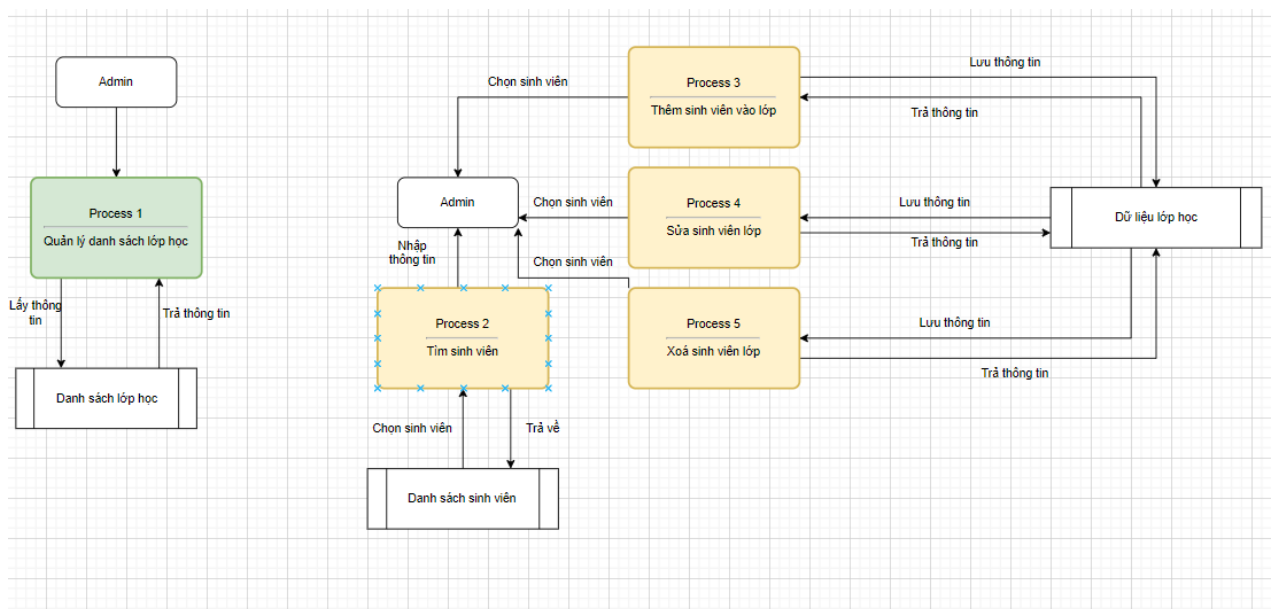 Admin
Process 1
Quản lý danh sách lớp học
Lấy thông
tin
Trả thông tin
Danh sách lớp học
Chọn sinh viên
Process 3
Thêm sinh viên vào lớp
Lưu thông tin
Trả thông tin
Admin
Chọn sinh viên
Process 4
Sửa sinh viên lớp
Lưu thông tin
Trả thông tin
Dữ liệu lớp học
Nhập
thông tin
Chọn sinh viên
Process 2
Tìm sinh viên
Process 5
Xoá sinh viên lớp
Lưu thông tin
Trả thông tin
Chọn sinh viên
Trả về
Danh sách sinh viên